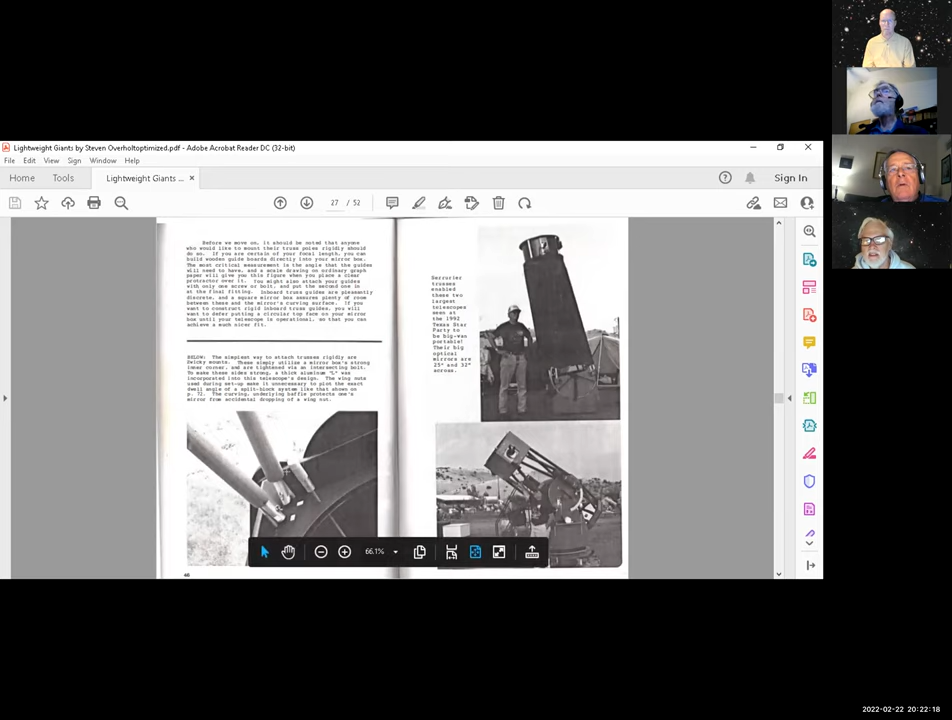 Lightweight Giants by Steven Overholtoptimized.pdf - Adobe Acrobat Reader DC (32-bit)
File Edit View Sign Window Help
Home Tools Lightweight Giants ... × Sign In
27 / 52
Before we move on, it should be noted that anyone
who would like to mount their truss poles rigidly should
do so. If you are certain of your focal length, you can
build wooden guide boards directly into your mirror box.
The most critical measurement is the angle that the guides
will need to have, and a scale drawing on ordinary graph
paper will give you this figure when you place a clear
protractor over it. You might also attach your guides
with only one screw or bolt, and put the second one in
at the final fitting. Inboard truss guides are pleasantly
discrete, and a square mirror box assures plenty of room
between these and the mirror's curving surface. If you
want to construct rigid inboard truss guides, you will
want to defer putting a circular top face on your mirror
box until your telescope is operational, so that you can
achieve a much nicer fit.
BELOW: The simplest way to attach trusses rigidly are
Zwicky mounts. These simply utilize a mirror box's strong
inner corner, and are tightened via an intersecting bolt.
To make these sides strong, a thick aluminum "L" was
incorporated into this telescope's design. The wing nuts
used during set-up make it unnecessary to plot the exact
dwell angle of a split-block system like that shown on
p. 72. The curving, underlying baffle protects one's
mirror from accidental dropping of a wing nut.
46
Serrurier
trusses
enabled
these two
largest
telescopes
seen at
the 1992
Texas Star
Party to
be big-van
portable!
Their big
optical
mirrors are
25" and 32"
across.
66.1%
2022-02-22 20:22:18